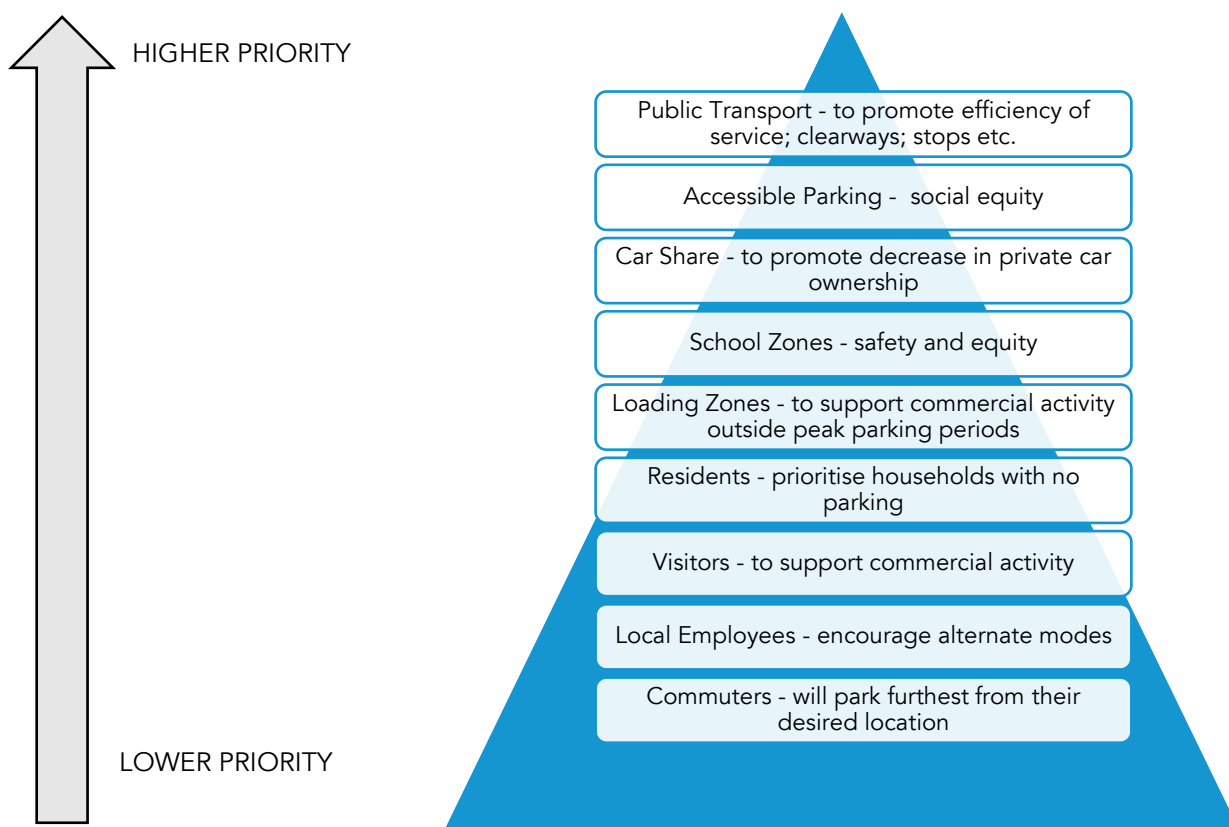 HIGHER PRIORITY
Public Transport - to promote efficiency of
service; clearways; stops etc.
Accessible Parking -  social equity
Car Share - to promote decrease in private car
ownership
School Zones - safety and equity
Loading Zones - to support commercial activity
outside peak parking periods
Residents - prioritise households with no
parking
Visitors - to support commercial activity
Local Employees - encourage alternate modes
Commuters - will park furthest from their
desired location
LOWER PRIORITY